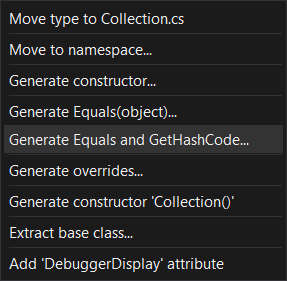 Move type to Collection.cs
Move to namespace...
Generate constructor...
Generate Equals(object)...
Generate Equals and GetHashCode...
Generate overrides...
Generate constructor 'Collection()'
Extract base class...
Add 'DebuggerDisplay' attribute